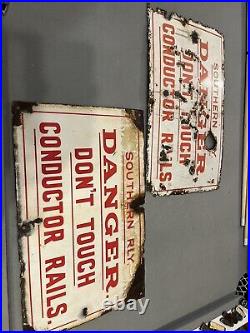 SOUTHERN RLY
DANGER
DON'T TOUCH
CONDUCTOR RAILS.
SOUTHERN
DANGER
DON'T TOUCH
CONDUCTOR RAILS